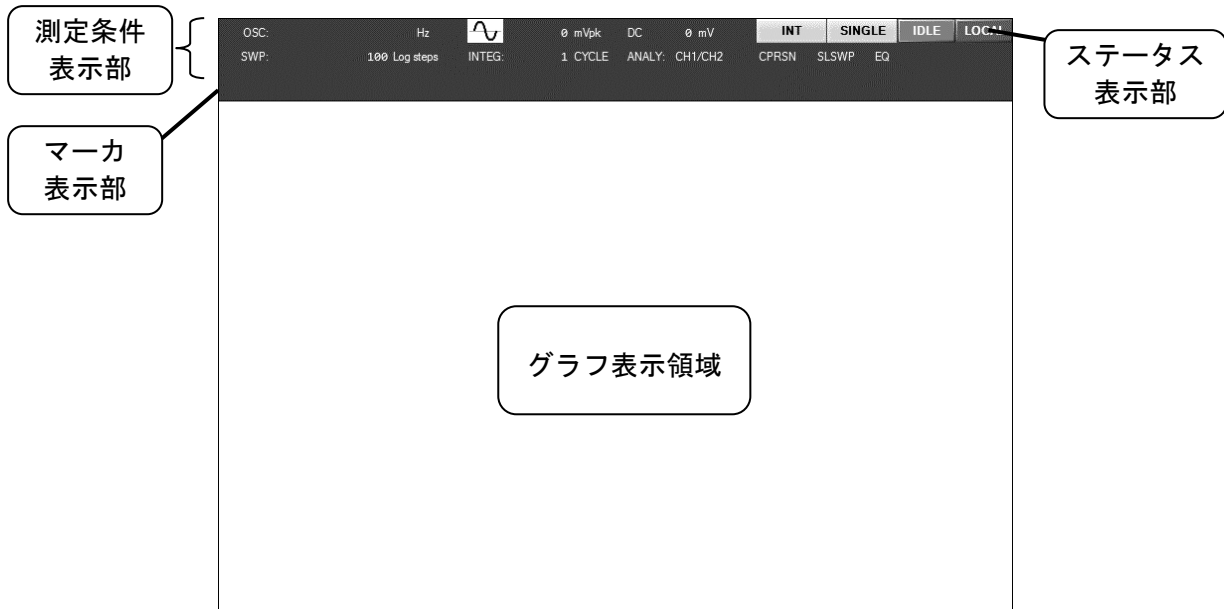 測定条件
表示部
マーカ
表示部
OSC: Hz 0 mVpk DC 0 mV INT SINGLE IDLE LOCAL
SWP: 100 Log steps INTEG: 1 CYCLE ANALY: CH1/CH2 CPRSN SLSWP EQ
ステータス
表示部
グラフ表示領域